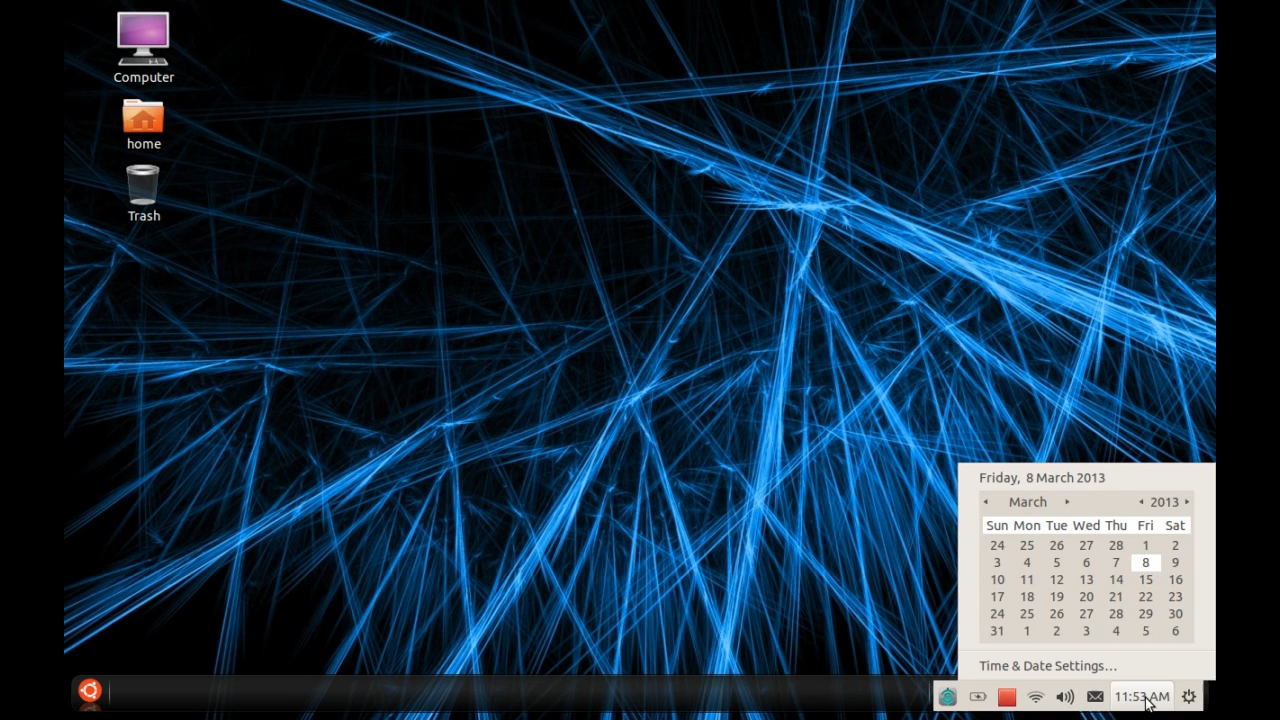 Computer
home
Trash
Friday, 8 March 2013
March 2013
Sun Mon Tue Wed Thu Fri Sat
24 25 26 27 28 1 2
3 4 5 6 7 8 9
10 11 12 13 14 15 16
17 18 19 20 21 22 23
24 25 26 27 28 29 30
31 1 2 3 4 5 6
Time & Date Settings...
11:53 AM